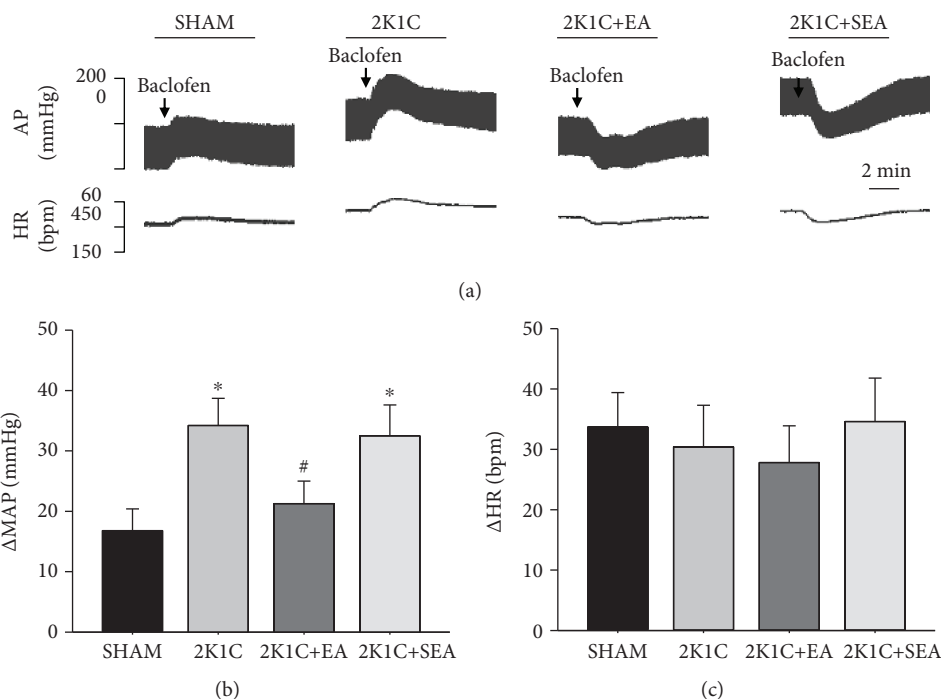 SHAM
2K1C
2K1C+EA
2K1C+SEA
AP
(mmHg)
200
0
Baclofen
Baclofen
Baclofen
Baclofen
2 min
HR
(bpm)
60
450
150
(a)
ΔMAP (mmHg)
50
40
30
20
10
0
*
#
*
SHAM
2K1C
2K1C+EA
2K1C+SEA
(b)
ΔHR (bpm)
50
40
30
20
10
0
SHAM
2K1C
2K1C+EA
2K1C+SEA
(c)